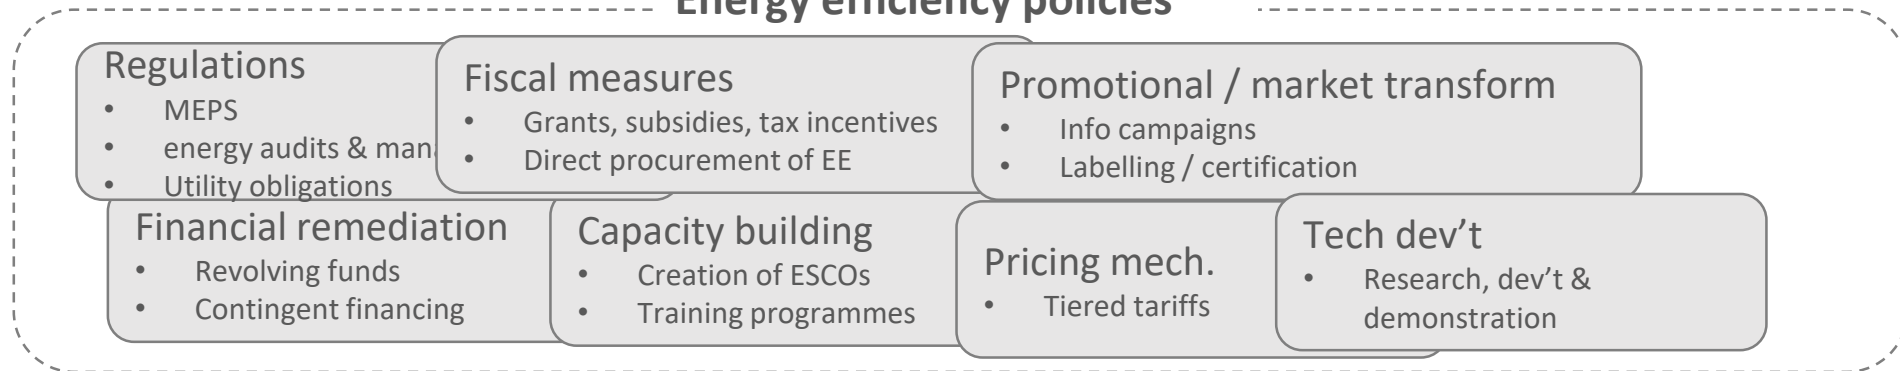 Energy efficiency policies
Regulations
• MEPS
• energy audits & man
• Utility obligations
Fiscal measures
• Grants, subsidies, tax incentives
• Direct procurement of EE
Promotional / market transform
• Info campaigns
• Labelling / certification
Financial remediation
• Revolving funds
• Contingent financing
Capacity building
• Creation of ESCOs
• Training programmes
Pricing mech.
• Tiered tariffs
Tech dev’t
• Research, dev’t &
demonstration